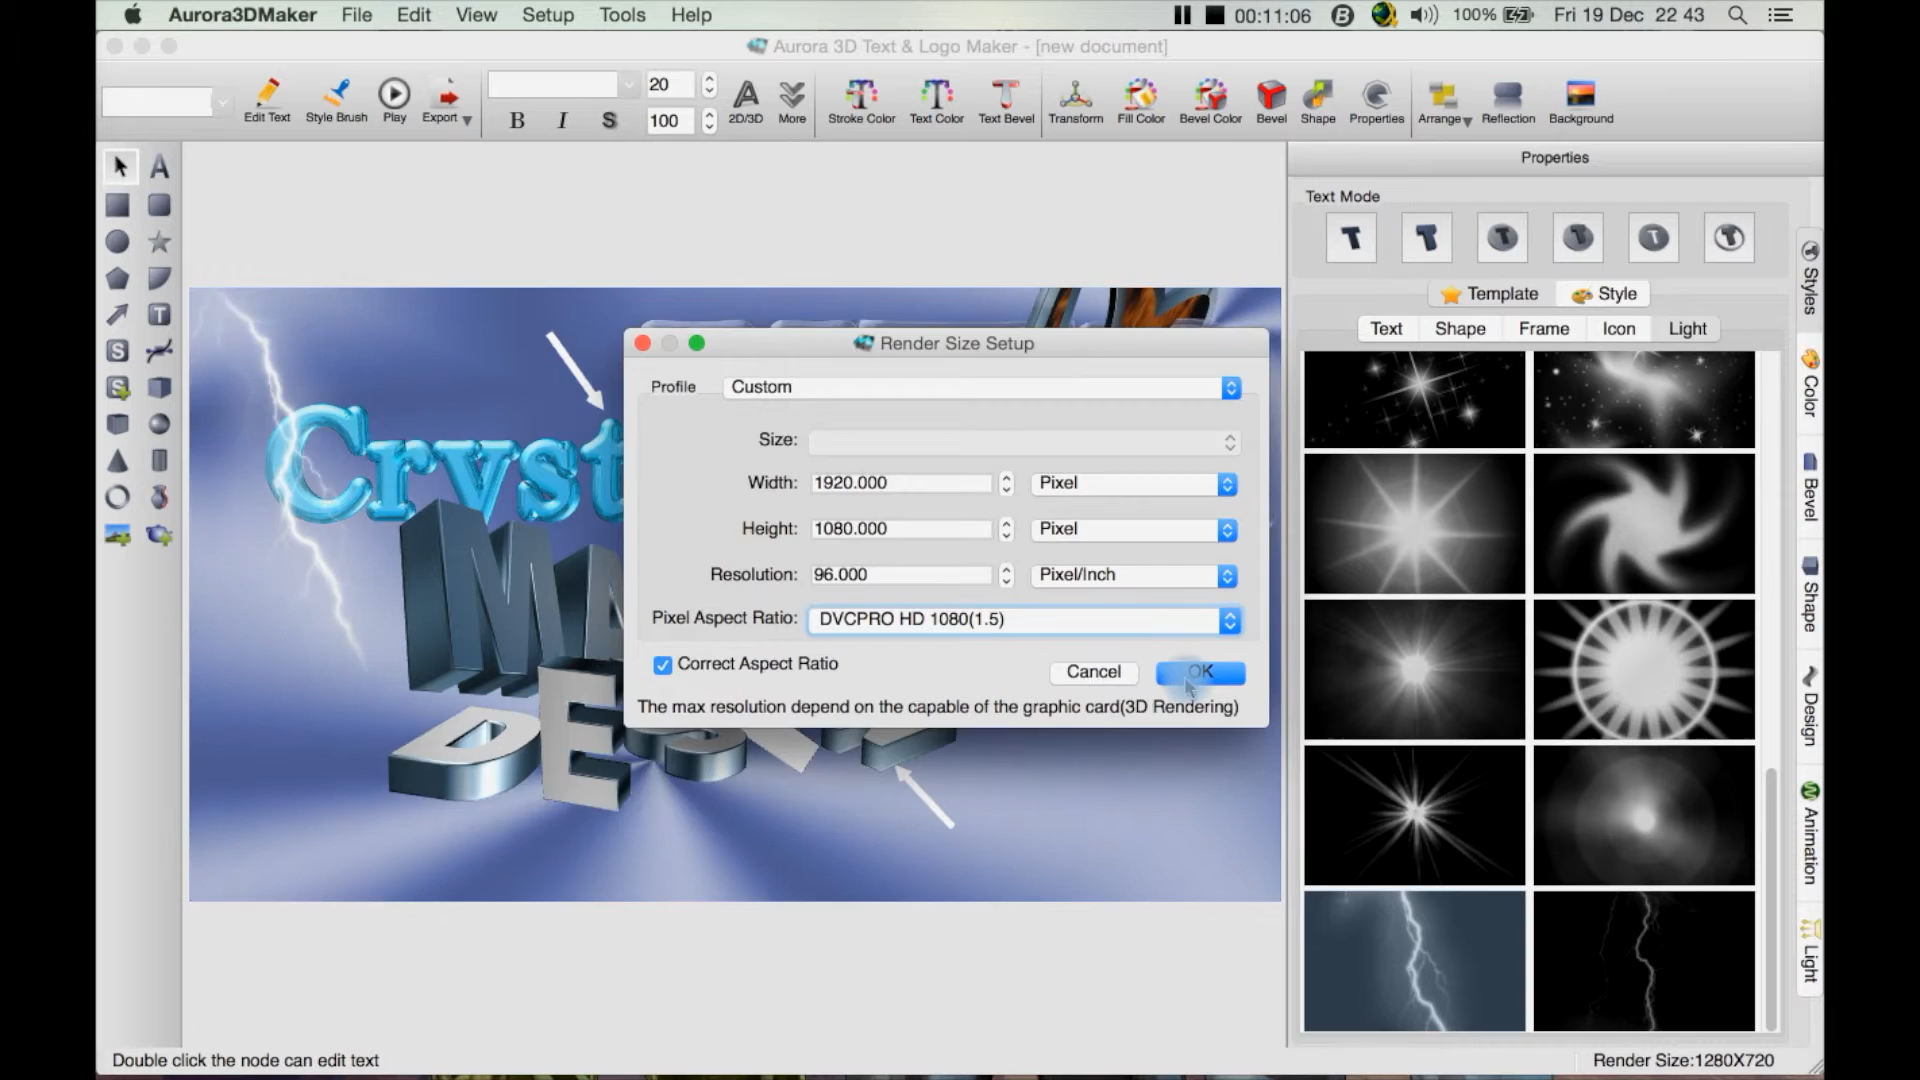 Aurora3DMaker File Edit View Setup Tools Help 00:11:06 100% Fri 19 Dec 22 43
Aurora 3D Text & Logo Maker - [new document]
20
100
Edit Text Style Brush Play Export B I S 2D/3D More Stroke Color Text Color Text Bevel Transform Fill Color Bevel Color Bevel Shape Properties Arrange Reflection Background
Properties
Text Mode
Template Style
Text Shape Frame Icon Light
Styles
Color
Bevel
Shape
Design
Animation
Light
Cryst
DES
Render Size Setup
Profile Custom
Size:
Width: 1920.000 Pixel
Height: 1080.000 Pixel
Resolution: 96.000 Pixel/Inch
Pixel Aspect Ratio: DVCPRO HD 1080(1.5)
Correct Aspect Ratio Cancel OK
The max resolution depend on the capable of the graphic card(3D Rendering)
Double click the node can edit text
Render Size:1280X720